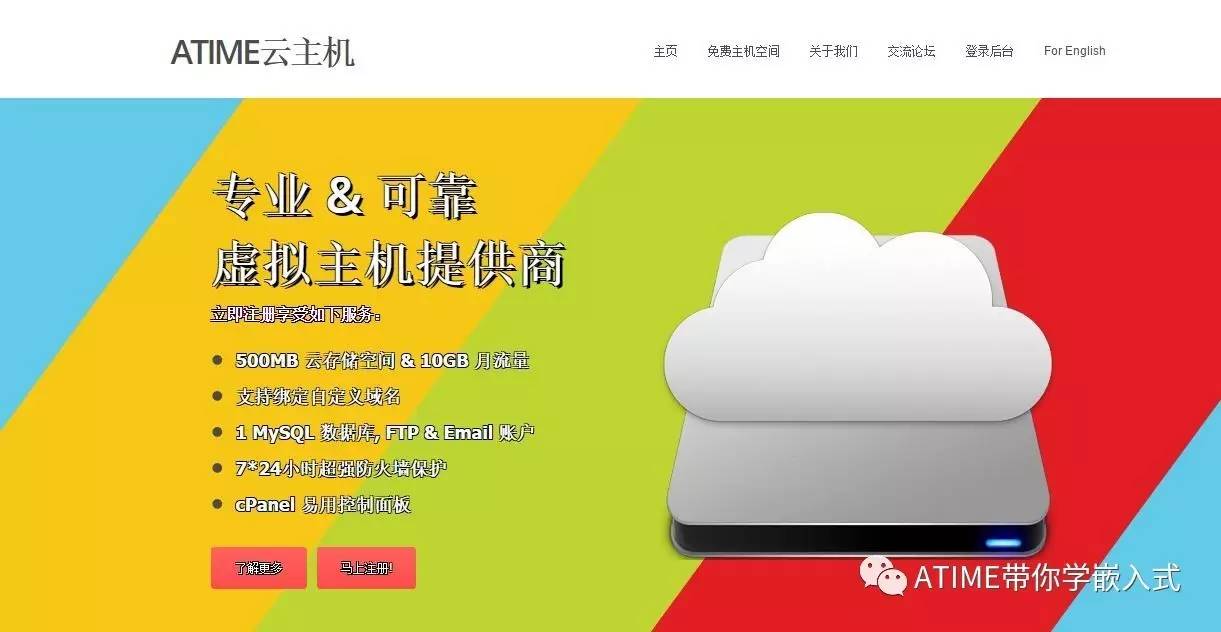 ATIME云主机
主页 免费主机空间 关于我们 交流论坛 登录后台 For English
专业 & 可靠
虚拟主机提供商
立即注册享受如下服务:
500MB 云存储空间 & 10GB 月流量
支持绑定自定义域名
1 MySQL 数据库, FTP & Email 账户
7*24小时超强防火墙保护
cPanel 易用控制面板
了解更多 马上注册!
ATIME带你学嵌入式